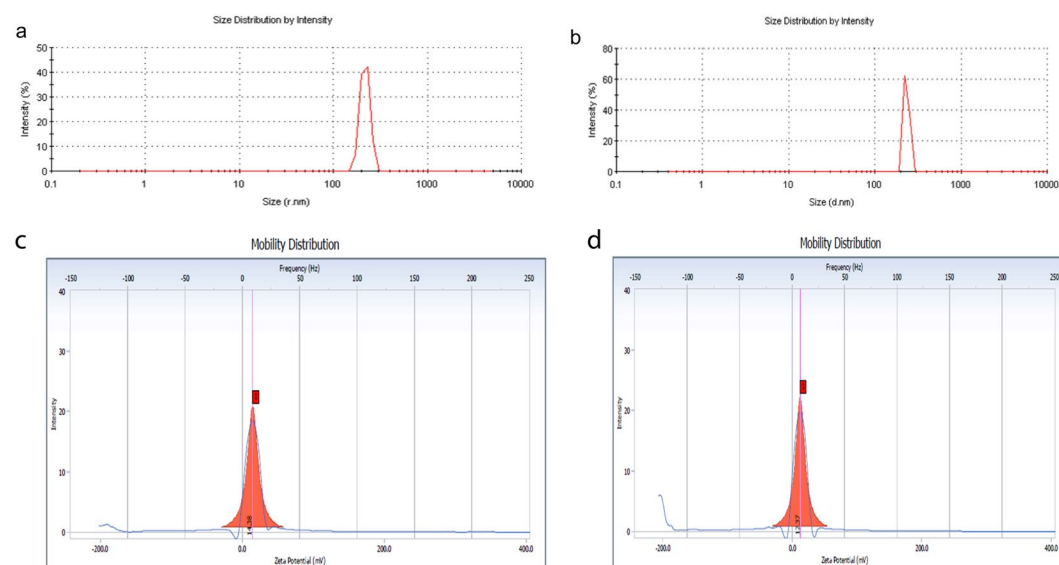 a
Size Distribution by Intensity
50
40
30
20
10
0
Intensity (%)
0.1 1 10 100 1000 10000
Size (r.nm)
b
Size Distribution by Intensity
80
60
40
20
0
Intensity (%)
0.1 1 10 100 1000 10000
Size (d.nm)
c
Mobility Distribution
Frequency (Hz)
-150 -100 -50 0 50 100 150 200 250
40
30
20
10
0
Intensity
14.38
-200.0 0.0 200.0 400.0
Zeta Potential (mV)
d
Mobility Distribution
Frequency (Hz)
-150 -100 -50 0 50 100 150 200 250
40
30
20
10
0
Intensity
-200.0 0.0 200.0 400.0
Zeta Potential (mV)